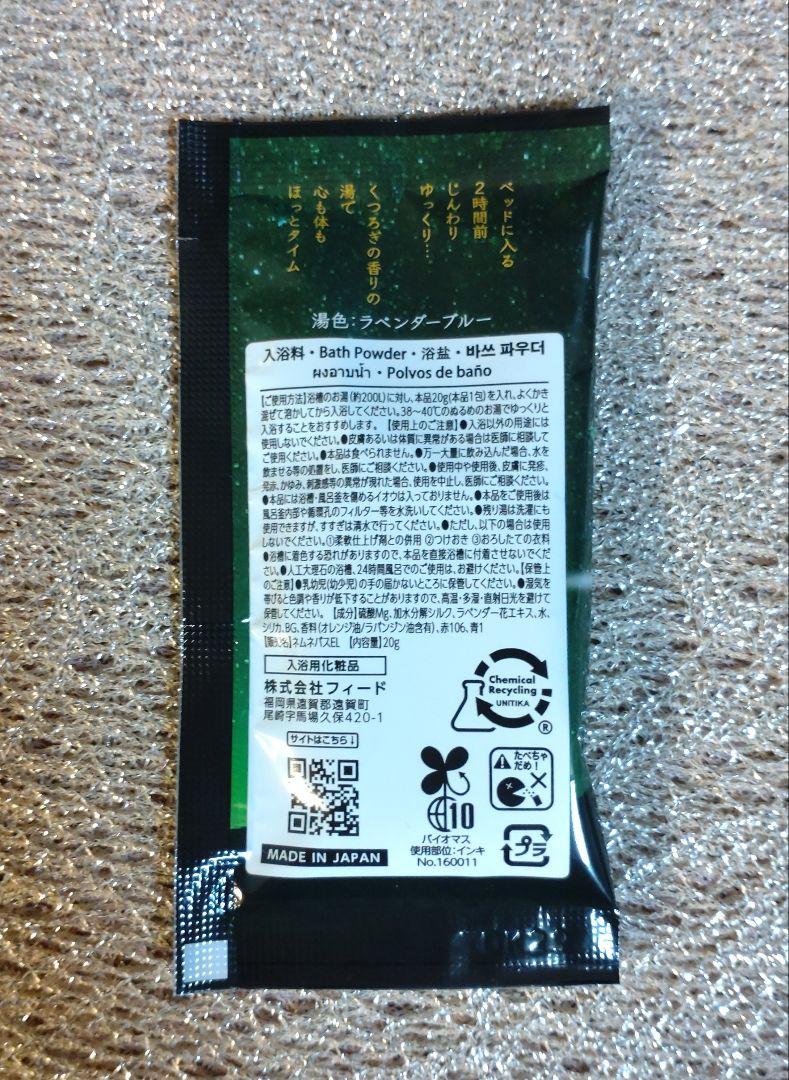 ベッドに入る
2時間前
じんわり
ゆっくり…
くつろぎの香りの
湯で
心も体も
ほっとタイム
湯色：ラベンダーブルー
入浴料・Bath Powder・浴盐・바쓰 파우더
ผงอาบน้ำ・Polvos de baño
【ご使用方法】浴槽のお湯(約200L)に対し、本品20g(本品1包)を入れ、よくかき
混ぜて溶かしてから入浴してください。38〜40℃のぬるめのお湯でゆっくりと
入浴することをおすすめします。【使用上のご注意】●入浴以外の用途には
使用しないでください。●皮膚あるいは体質に異常がある場合は医師に相談して
ご使用ください。●本品は食べられません。●万一大量に飲み込んだ場合、水を
飲ませる等の処置をし、医師にご相談ください。●使用中や使用後、皮膚に発疹、
発赤、かゆみ、刺激感等の異常が現れた場合、使用を中止し、医師にご相談ください。
●本品には浴槽・風呂釜を傷めるイオウは入っておりません。●本品をご使用後は
風呂釜内部や循環孔のフィルター等を水洗いしてください。●残り湯は洗濯にも
使用できますが、すすぎは清水で行ってください。●ただし、以下の場合は使用
しないでください。①柔軟仕上げ剤との併用 ②つけおき ③おろしたての衣料
●浴槽に着色する恐れがありますので、本品を直接浴槽に付着させないでくだ
さい。●人工大理石の浴槽、24時間風呂でのご使用は、お避けください。【保管上
のご注意】●乳幼児(幼少児)の手の届かないところに保管してください。●湿気を
帯びると色調や香りが低下することがありますので、高温・多湿・直射日光を避けて
保管してください。【成分】硫酸Mg、加水分解シルク、ラベンダー花エキス、水、
シリカ、BG、香料(オレンジ油/ラバンジン油含有)、赤106、青1
【販売名】ネムネバスEL 【内容量】20g
入浴用化粧品
株式会社フィード
福岡県遠賀郡遠賀町
尾崎字馬場久保420-1
サイトはこちら↓
MADE IN JAPAN
Chemical
Recycling
UNITIKA
®
たべちゃ
だめ！
10
バイオマス
使用部位：インキ
No.160011
プラ